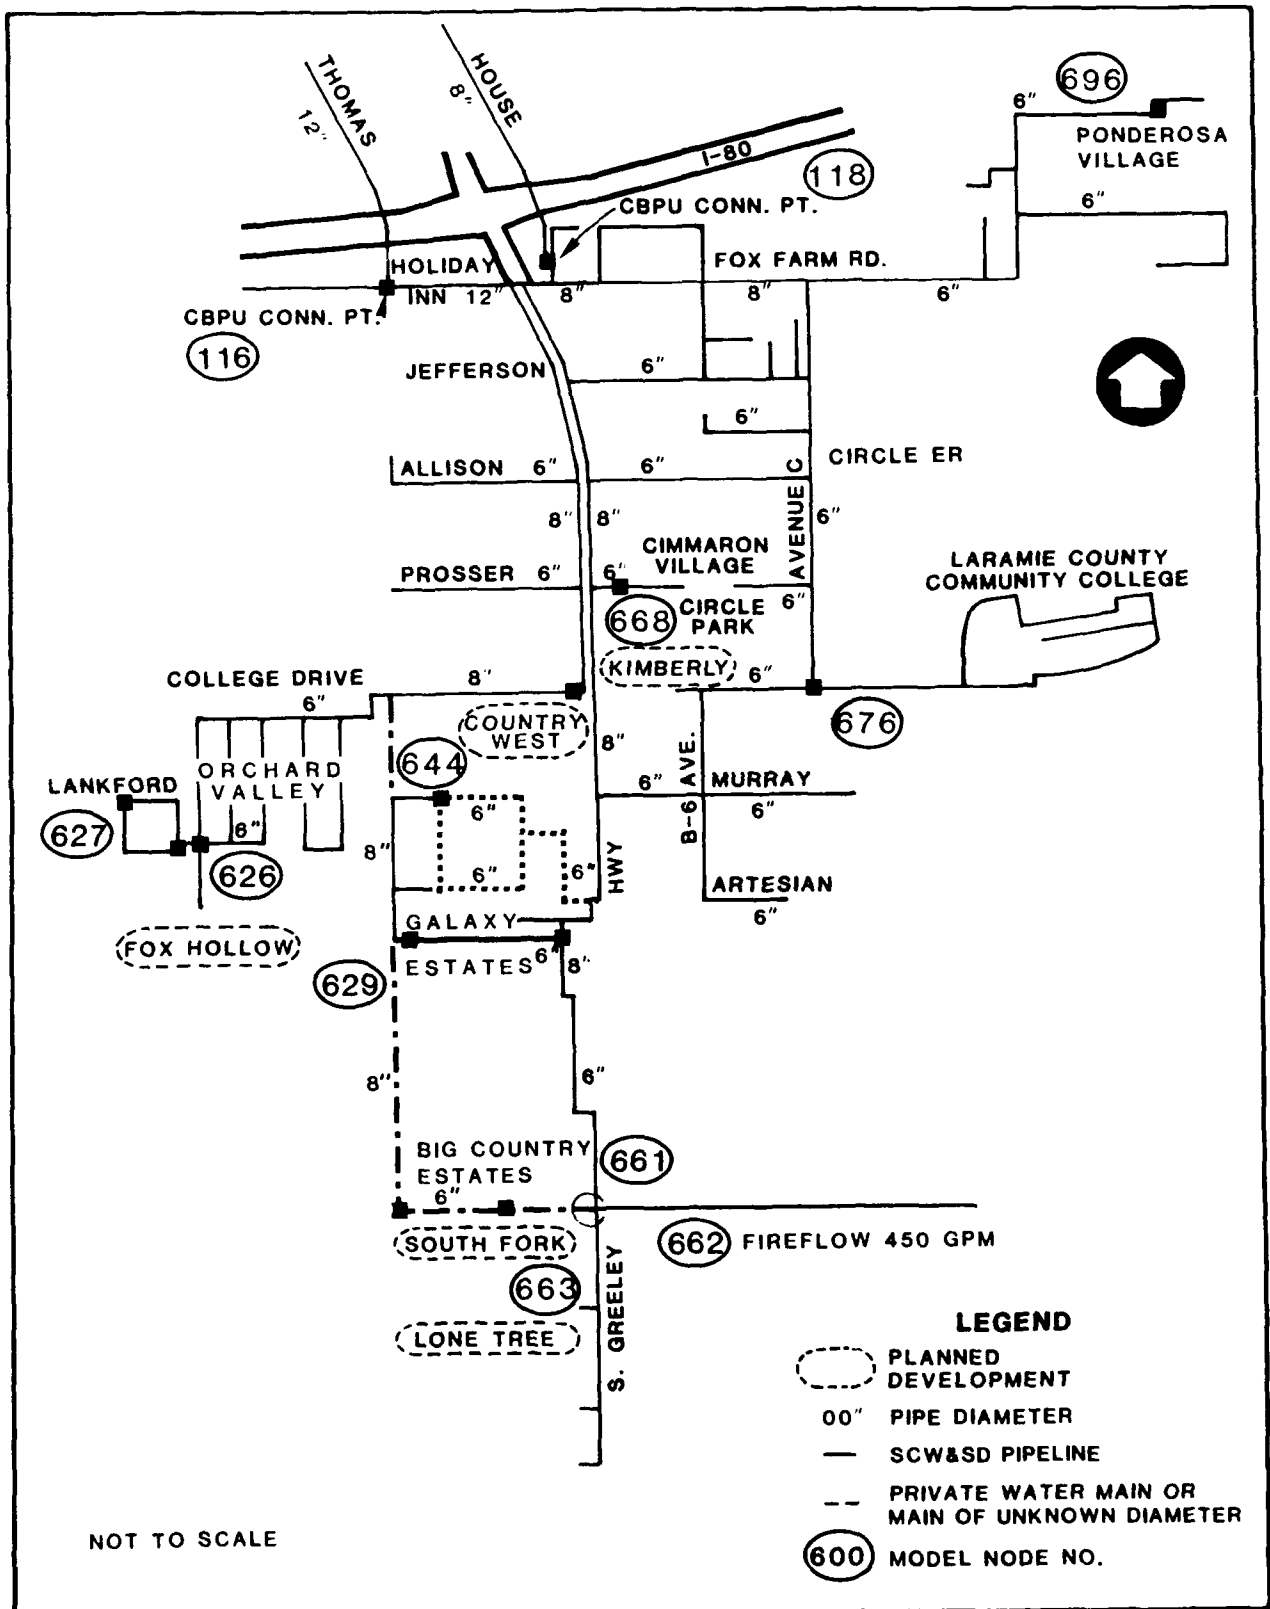 THOMAS
12"
HOUSE
8"
696
6"
PONDEROSA
VILLAGE
6"
I-80
118
CBPU CONN. PT.
HOLIDAY
INN 12"
FOX FARM RD.
8"
8"
6"
CBPU CONN. PT.
116
JEFFERSON
6"
6"
CIRCLE ER
ALLISON 6"
6"
AVENUE C
8"
8"
6"
CIMMARON
VILLAGE
PROSSER 6"
6"
LARAMIE COUNTY
COMMUNITY COLLEGE
668
CIRCLE
PARK
6"
KIMBERLY
COLLEGE DRIVE
8"
6"
6"
676
COUNTRY
WEST
8"
644
B-6 AVE.
LANKFORD
ORCHARD
VALLEY
6"
6"
MURRAY
6"
627
6"
8"
626
6"
6"
HWY
ARTESIAN
6"
FOX HOLLOW
GALAXY
ESTATES
6"
8"
629
8"
6"
BIG COUNTRY
ESTATES
661
6"
SOUTH FORK
662 FIREFLOW 450 GPM
663
S. GREELEY
LONE TREE
LEGEND
PLANNED
DEVELOPMENT
00" PIPE DIAMETER
SCW&SD PIPELINE
PRIVATE WATER MAIN OR
MAIN OF UNKNOWN DIAMETER
600 MODEL NODE NO.
NOT TO SCALE